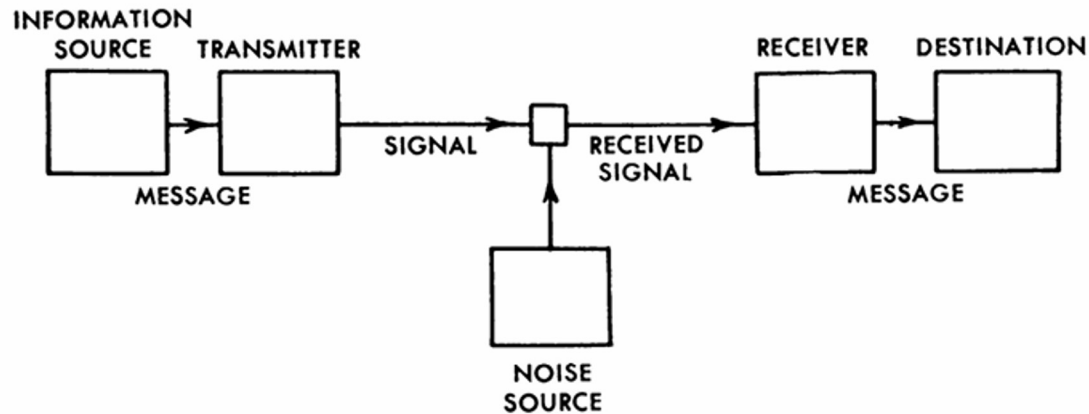 INFORMATION
SOURCE
TRANSMITTER
RECEIVER
DESTINATION
SIGNAL
RECEIVED
SIGNAL
MESSAGE
MESSAGE
NOISE
SOURCE